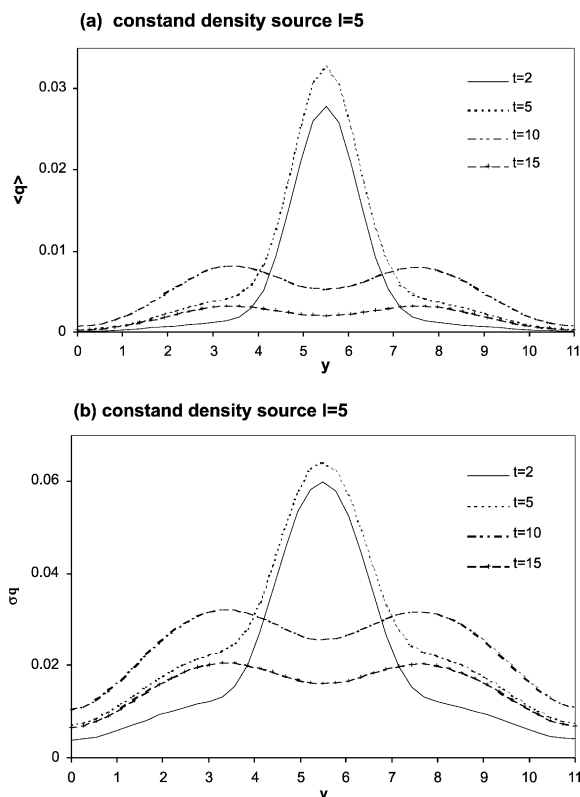 (a) constand density source l=5
0.03
0.02
0.01
0
<q>
t=2
t=5
t=10
t=15
0 1 2 3 4 5 6 7 8 9 10 11
y
(b) constand density source l=5
0.06
0.04
0.02
0
σq
t=2
t=5
t=10
t=15
0 1 2 3 4 5 6 7 8 9 10 11
y